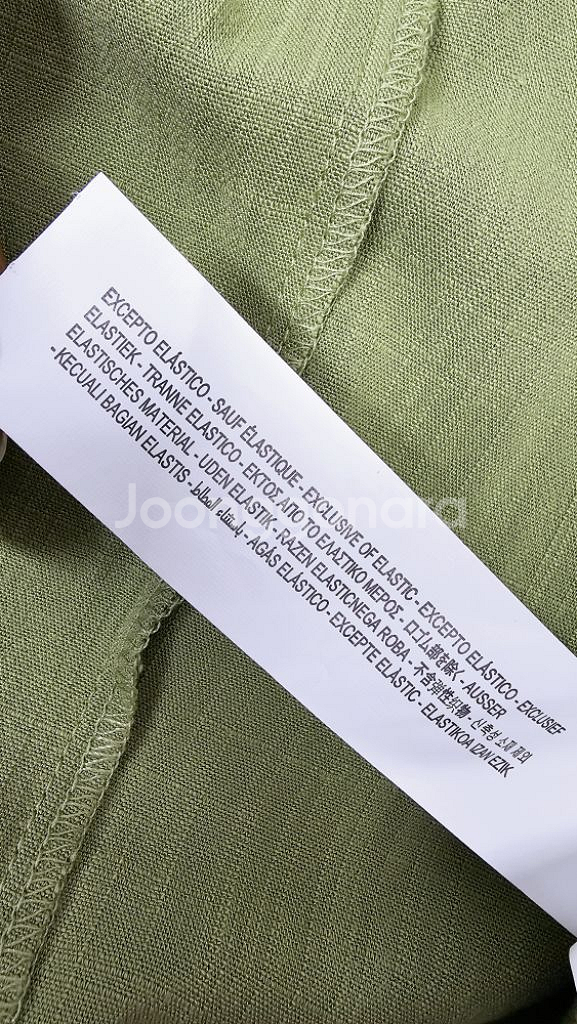 EXCEPTO ELÁSTICO - SAUF ÉLASTIQUE - EXCLUSIVE OF ELASTIC - EXCEPTO ELÁSTICO - EXCLUSIEF
ELASTIEK - TRANNE ELASTICO - ΕΚΤΟΣ ΑΠΟ ΤΟ ΕΛΑΣΤΙΚΟ ΜΕΡΟΣ - ロゴム部を除く - AUSSER
ELASTISCHES MATERIAL - UDEN ELASTIK - RAZEN ELASTICNEGA ROBA - 不含弹性织物 - 신축성 소재 제외
- KECUALI BAGIAN ELASTIS - باستثناء المطاط - AGÁS ELÁSTICO - EXCEPTE ELÀSTIC - ELASTIKOA IZAN EZIK